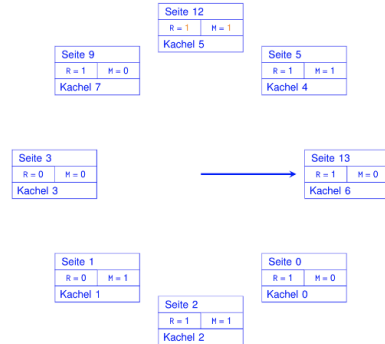 Seite 12
R = 1 M = 1
Kachel 5
Seite 9
R = 1 M = 0
Kachel 7
Seite 5
R = 1 M = 1
Kachel 4
Seite 3
R = 0 M = 0
Kachel 3
Seite 13
R = 1 M = 0
Kachel 6
Seite 1
R = 0 M = 1
Kachel 1
Seite 0
R = 1 M = 0
Kachel 0
Seite 2
R = 1 M = 1
Kachel 2